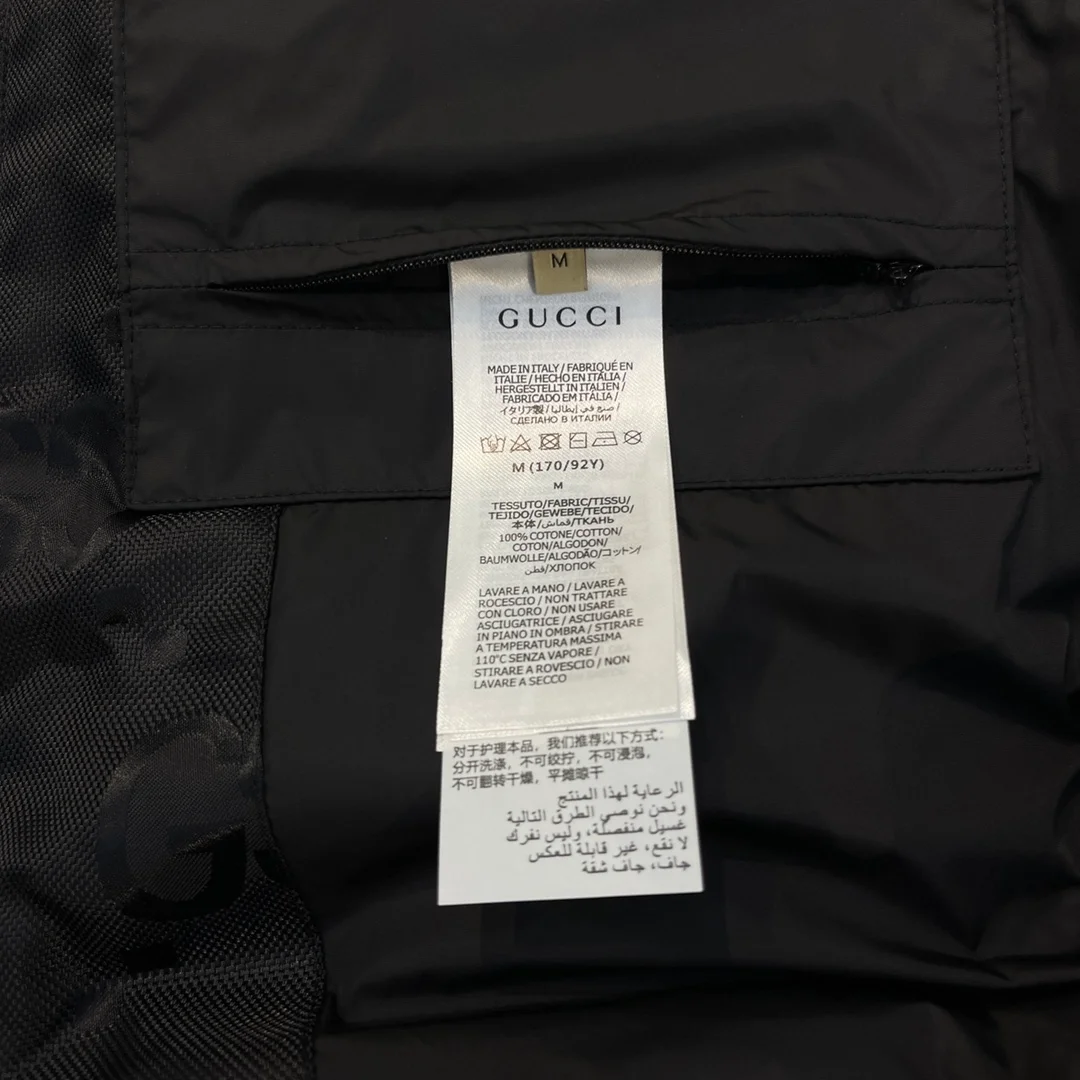 M
GUCCI
MADE IN ITALY / FABRIQUÉ EN
ITALIE / HECHO EN ITALIA /
HERGESTELLT IN ITALIEN /
FABRICADO EM ITÁLIA /
イタリア製 / صنع في إيطاليا /
СДЕЛАНО В ИТАЛИИ
M (170/92Y)
M
TESSUTO/FABRIC/TISSU/
TEJIDO/GEWEBE/TECIDO/
本体/قماش/ТКАНЬ
100% COTONE/COTTON/
COTON/ALGODON/
BAUMWOLLE/ALGODÃO/コットン/
قطن/ХЛОПОК
LAVARE A MANO / LAVARE A
ROCESCIO / NON TRATTARE
CON CLORO / NON USARE
ASCIUGATRICE / ASCIUGARE
IN PIANO IN OMBRA / STIRARE
A TEMPERATURA MASSIMA
110°C SENZA VAPORE /
STIRARE A ROVESCIO / NON
LAVARE A SECCO
对于护理本品，我们推荐以下方式：
分开洗涤，不可绞拧，不可浸泡，
不可翻转干燥，平摊晾干
الرعاية لهذا المنتج
ونحن نوصي الطرق التالية
غسيل منفصلة، وليس نفرك
لا نقع، غير قابلة للعكس
جاف، جاف شقة